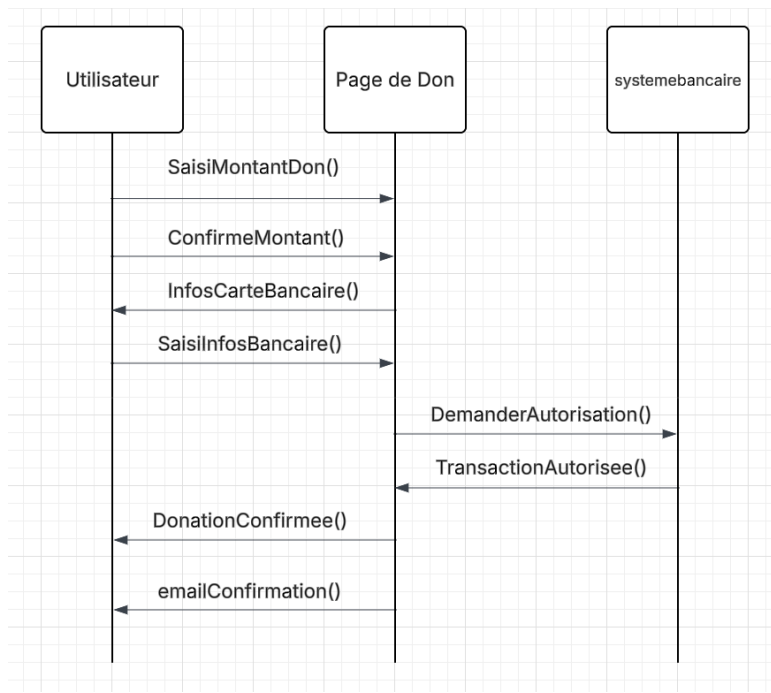 Utilisateur
Page de Don
systemebancaire
SaisiMontantDon()
ConfirmeMontant()
InfosCarteBancaire()
SaisiInfosBancaire()
DemanderAutorisation()
TransactionAutorisee()
DonationConfirmee()
emailConfirmation()